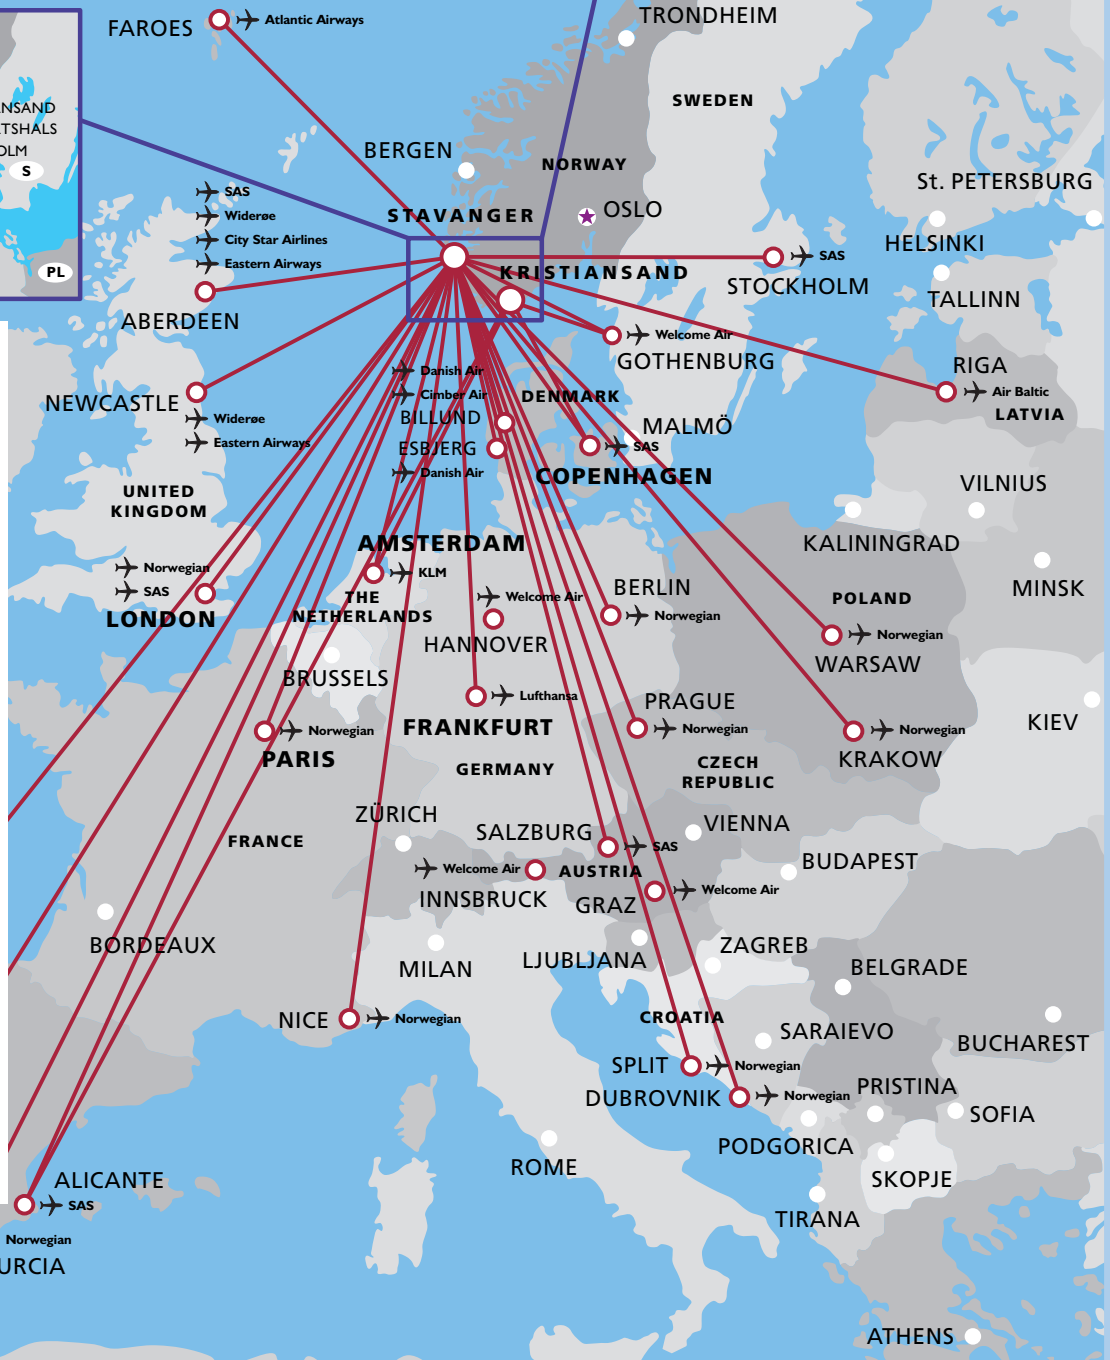 TRONDHEIM
FAROES
Atlantic Airways
SWEDEN
BERGEN
NORWAY
St. PETERSBURG
STAVANGER
OSLO
HELSINKI
S
PL
SAS
Widerøe
City Star Airlines
Eastern Airways
ABERDEEN
KRISTIANSAND
SAS
STOCKHOLM
TALLINN
Welcome Air
GOTHENBURG
RIGA
Air Baltic
LATVIA
NEWCASTLE
Widerøe
Eastern Airways
Danish Air
Cimber Air
BILLUND
ESBJERG
Danish Air
DENMARK
MALMÖ
SAS
COPENHAGEN
UNITED
KINGDOM
VILNIUS
KALININGRAD
MINSK
AMSTERDAM
KLM
THE
NETHERLANDS
Norwegian
SAS
LONDON
Welcome Air
HANNOVER
BERLIN
Norwegian
POLAND
Norwegian
WARSAW
BRUSSELS
Lufthansa
FRANKFURT
PRAGUE
Norwegian
Norwegian
KRAKOW
KIEV
Norwegian
PARIS
GERMANY
CZECH
REPUBLIC
ZÜRICH
SALZBURG
SAS
VIENNA
FRANCE
Welcome Air
INNSBRUCK
AUSTRIA
GRAZ
Welcome Air
BUDAPEST
BORDEAUX
MILAN
LJUBLJANA
ZAGREB
BELGRADE
NICE
Norwegian
CROATIA
SARAIEVO
BUCHAREST
SPLIT
Norwegian
DUBROVNIK
Norwegian
PRISTINA
SOFIA
PODGORICA
ROME
SKOPJE
TIRANA
ALICANTE
SAS
Norwegian
URCIA
ATHENS